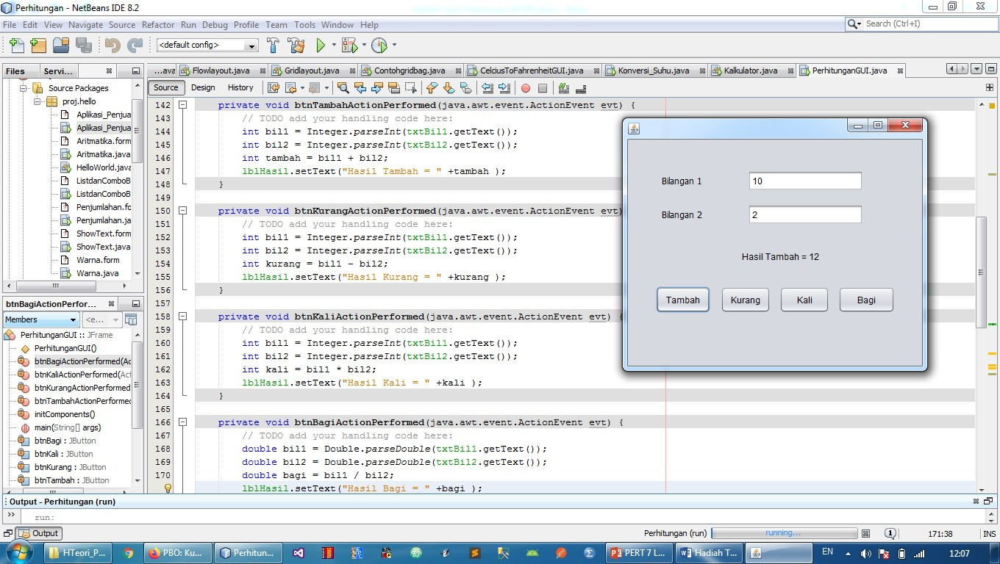 Perhitungan - NetBeans IDE 8.2
File Edit View Navigate Source Refactor Run Debug Profile Team Tools Window Help
Search (Ctrl+I)
<default config>
Files Servi...
...ava Flowlayout.java Gridlayout.java Contohgridbag.java CelciusToFahrenheitGUI.java Konversi_Suhu.java Kalkulator.java PerhitunganGUI.java
Source Design History
Source Packages
proj.hello
Aplikasi_Penjua
Aplikasi_Penjua
Aritmatika.form
Aritmatika.java
HelloWorld.java
ListdanComboB
ListdanComboB
Penjumlahan.fo
Penjumlahan.ja
ShowText.form
ShowText.java
Warna.form
Warna.java
btnBagiActionPerfor...
Members <e...
PerhitunganGUI :: JFrame
PerhitunganGUI()
btnBagiActionPerformed(Ac
btnKaliActionPerformed(Act
btnKurangActionPerformed
btnTambahActionPerformed
initComponents()
main(String[] args)
btnBagi : JButton
btnKali : JButton
btnKurang : JButton
btnTambah : JButton
142 private void btnTambahActionPerformed(java.awt.event.ActionEvent evt) {
143 // TODO add your handling code here:
144 int bil1 = Integer.parseInt(txtBil1.getText());
145 int bil2 = Integer.parseInt(txtBil2.getText());
146 int tambah = bil1 + bil2;
147 lblHasil.setText("Hasil Tambah = " +tambah );
148 }
149
150 private void btnKurangActionPerformed(java.awt.event.ActionEvent evt)
151 // TODO add your handling code here:
152 int bil1 = Integer.parseInt(txtBil1.getText());
153 int bil2 = Integer.parseInt(txtBil2.getText());
154 int kurang = bil1 - bil2;
155 lblHasil.setText("Hasil Kurang = " +kurang );
156 }
157
158 private void btnKaliActionPerformed(java.awt.event.ActionEvent evt) {
159 // TODO add your handling code here:
160 int bil1 = Integer.parseInt(txtBil1.getText());
161 int bil2 = Integer.parseInt(txtBil2.getText());
162 int kali = bil1 * bil2;
163 lblHasil.setText("Hasil Kali = " +kali );
164 }
165
166 private void btnBagiActionPerformed(java.awt.event.ActionEvent evt) {
167 // TODO add your handling code here:
168 double bil1 = Double.parseDouble(txtBil1.getText());
169 double bil2 = Double.parseDouble(txtBil2.getText());
170 double bagi = bil1 / bil2;
lblHasil.setText("Hasil Bagi = " +bagi );
Bilangan 1 10
Bilangan 2 2
Hasil Tambah = 12
Tambah Kurang Kali Bagi
Output - Perhitungan (run)
run:
Output
Perhitungan (run) running... 1 171:38 INS
HTeori_P... PBO: Ku... Perhitun... PERT 7 L... Hadiah T... EN 12:07